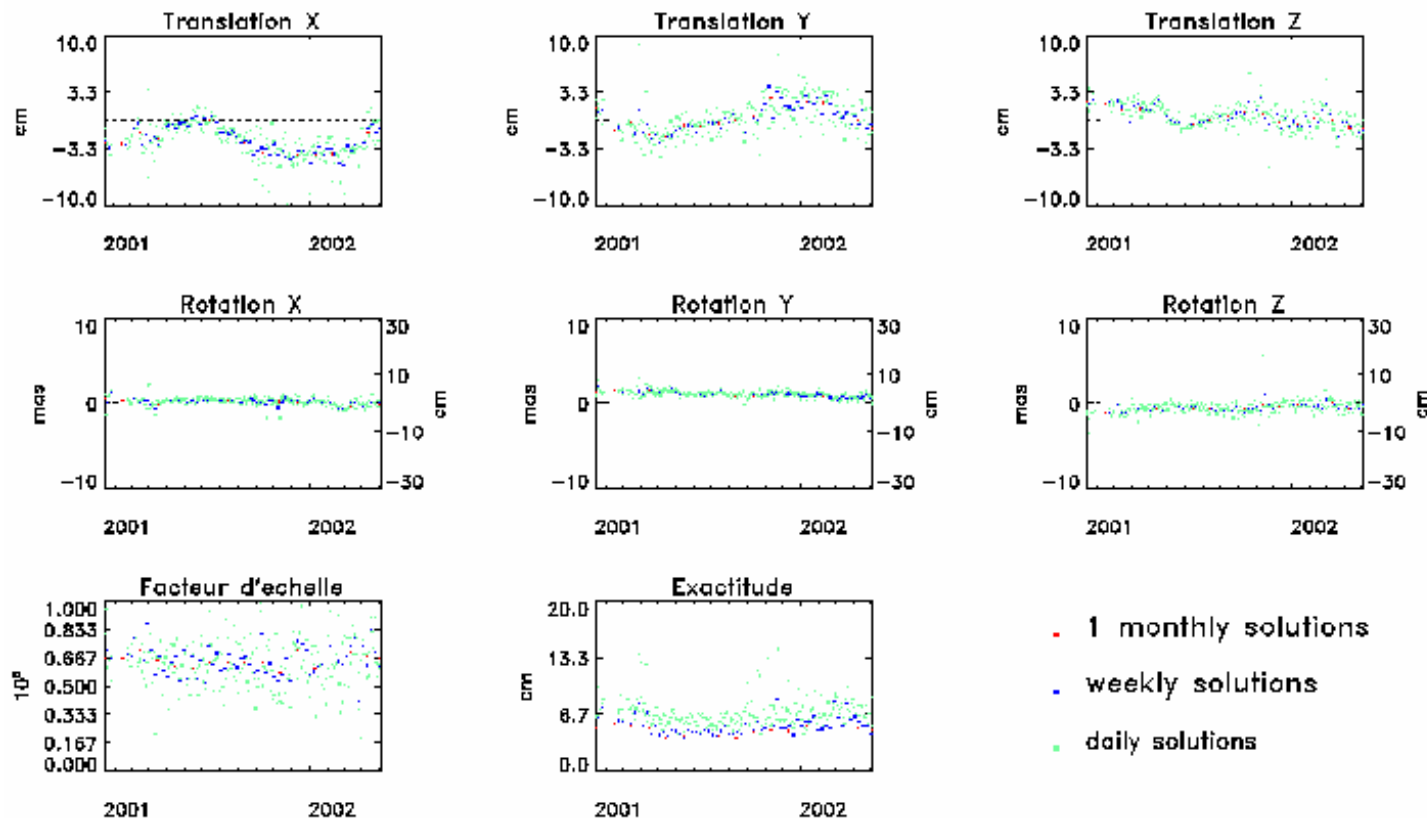 Translation X
Translation Y
Translation Z
10.0
3.3
−3.3
−10.0
cm
2001
2002
10.0
3.3
−3.3
−10.0
cm
2001
2002
10.0
3.3
−3.3
−10.0
cm
2001
2002
Rotation X
Rotation Y
Rotation Z
10
0
−10
mas
30
10
−10
−30
cm
2001
2002
10
0
−10
mas
30
10
−10
−30
cm
2001
2002
10
0
−10
mas
30
10
−10
−30
cm
2001
2002
Facteur d'echelle
Exactitude
1.000
0.833
0.667
0.500
0.333
0.167
0.000
2001
2002
20.0
13.3
6.7
0.0
cm
2001
2002
1 monthly solutions
weekly solutions
daily solutions